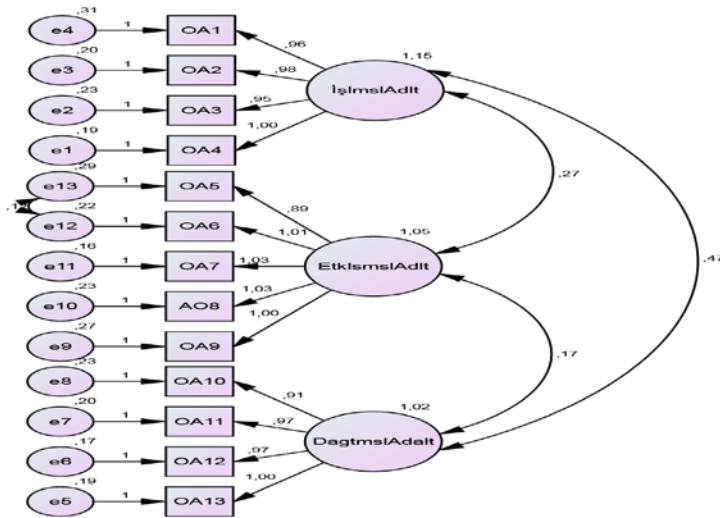 ,31
e4 1 OA1 ,96
,20
e3 1 OA2 ,98 1,15
,23
e2 1 OA3 ,95 İşlmslAdlt
,19
e1 1 OA4 1,00
,29
e13 1 OA5 ,27
,22
e12 1 OA6 ,89
1,01 1,05
,16
e11 1 OA7 1,03 EtklsmslAdlt ,47
,23
e10 1 AO8 1,03
,27
e9 1 OA9 1,00
,23
e8 1 OA10 ,91 ,17
,20
e7 1 OA11 ,97 1,02
,17
e6 1 OA12 ,97 DagtmslAdalt
,19
e5 1 OA13 1,00